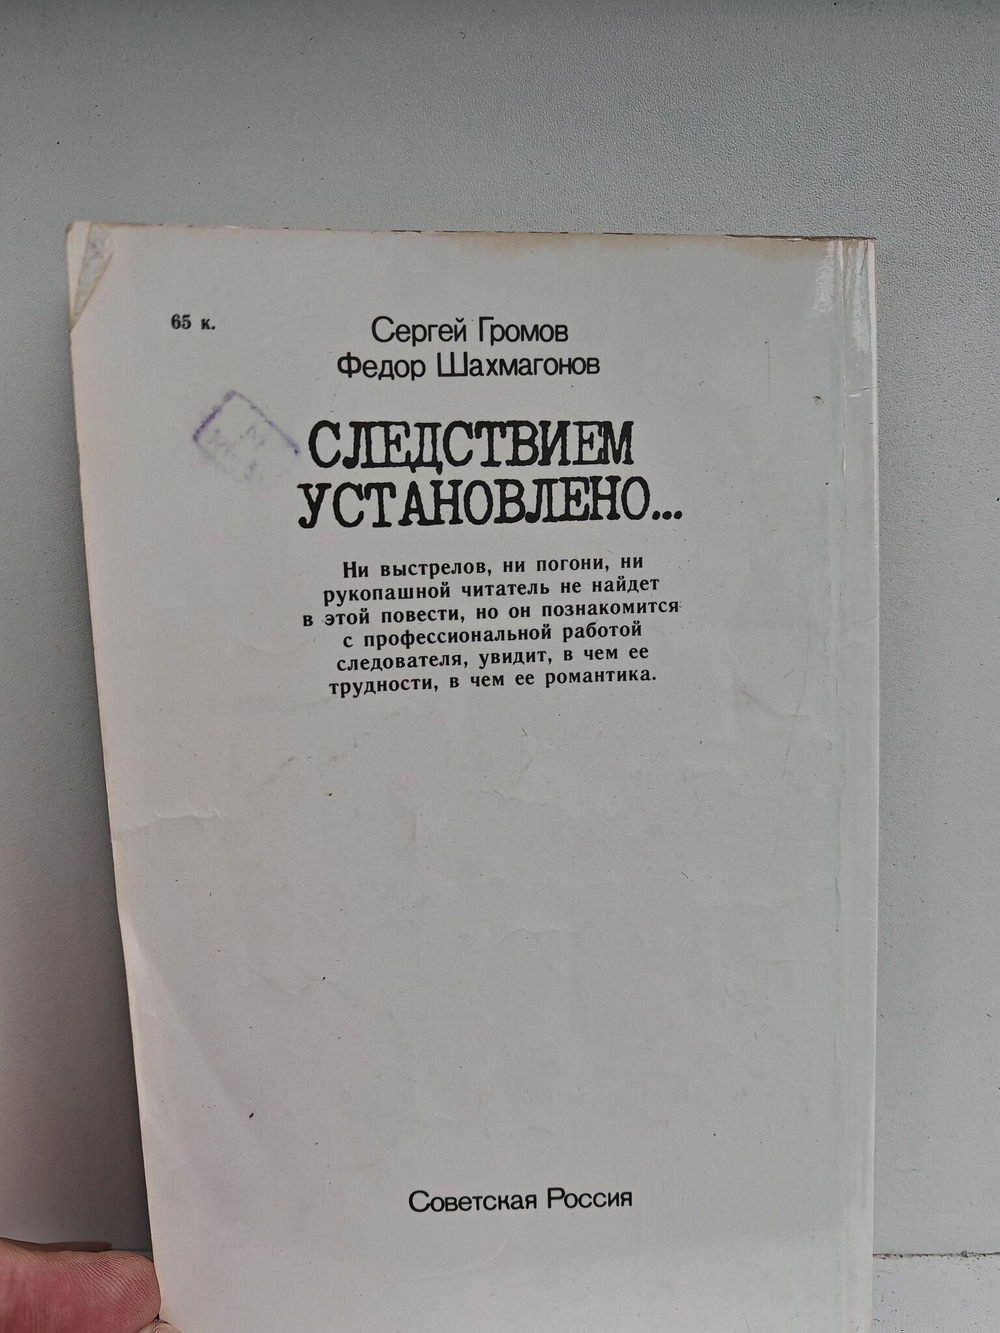 65 к.
Сергей Громов
Федор Шахмагонов
СЛЕДСТВИЕМ
УСТАНОВЛЕНО...
Ни выстрелов, ни погони, ни
рукопашной читатель не найдет
в этой повести, но он познакомится
с профессиональной работой
следователя, увидит, в чем ее
трудности, в чем ее романтика.
Советская Россия